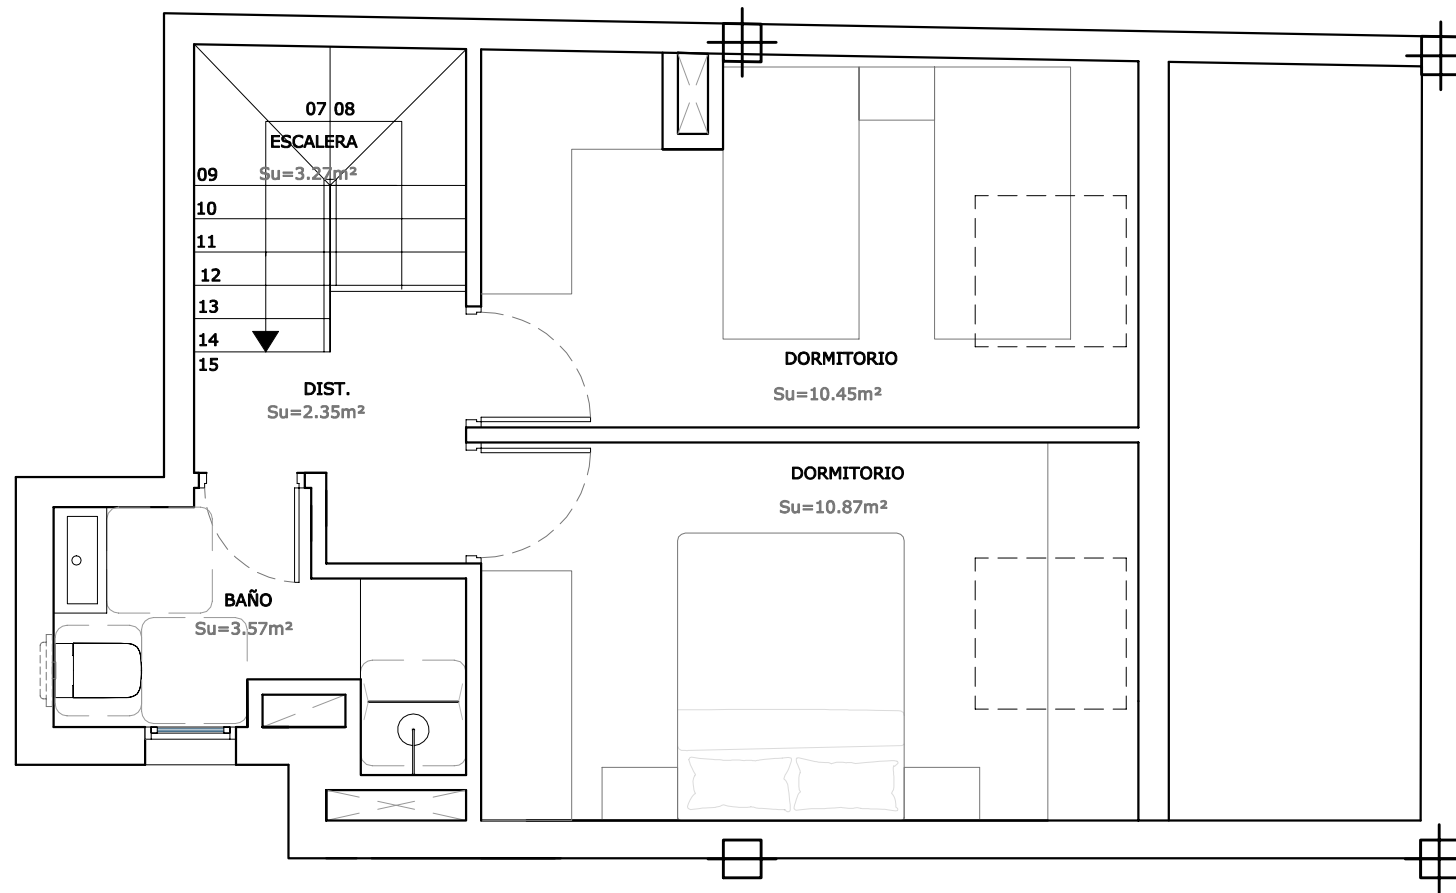 07 08
ESCALERA
Su=3.27m²
09
10
11
12
13
14
15
DIST.
Su=2.35m²
DORMITORIO
Su=10.45m²
DORMITORIO
Su=10.87m²
BAÑO
Su=3.57m²